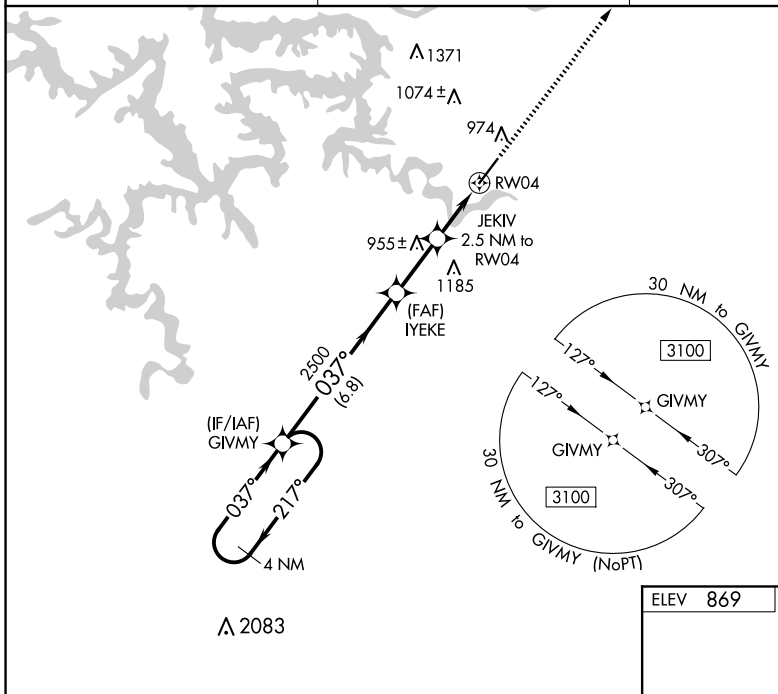 1371
1074 ±
974
RW04
JEKIV
2.5 NM to
RW04
955 ±
1185
(FAF)
IYEKE
2500
037°
(6.8)
(IF/IAF)
GIVMY
037°
217°
4 NM
2083
30 NM to GIVMY
3100
127°
GIVMY
307°
127°
GIVMY
307°
3100
30 NM to GIVMY (NoPT)
ELEV 869